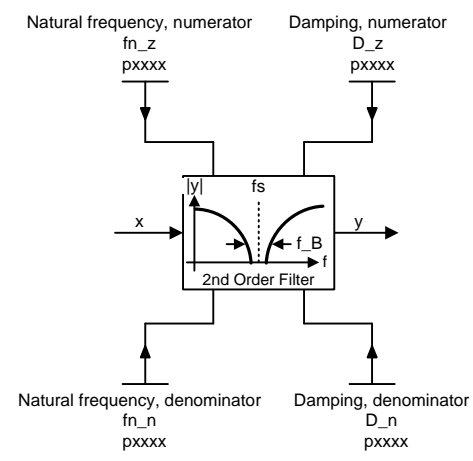 Natural frequency, numerator
fn_z
pxxxx
Damping, numerator
D_z
pxxxx
|y|
fs
x
y
f_B
f
2nd Order Filter
Natural frequency, denominator
fn_n
pxxxx
Damping, denominator
D_n
pxxxx